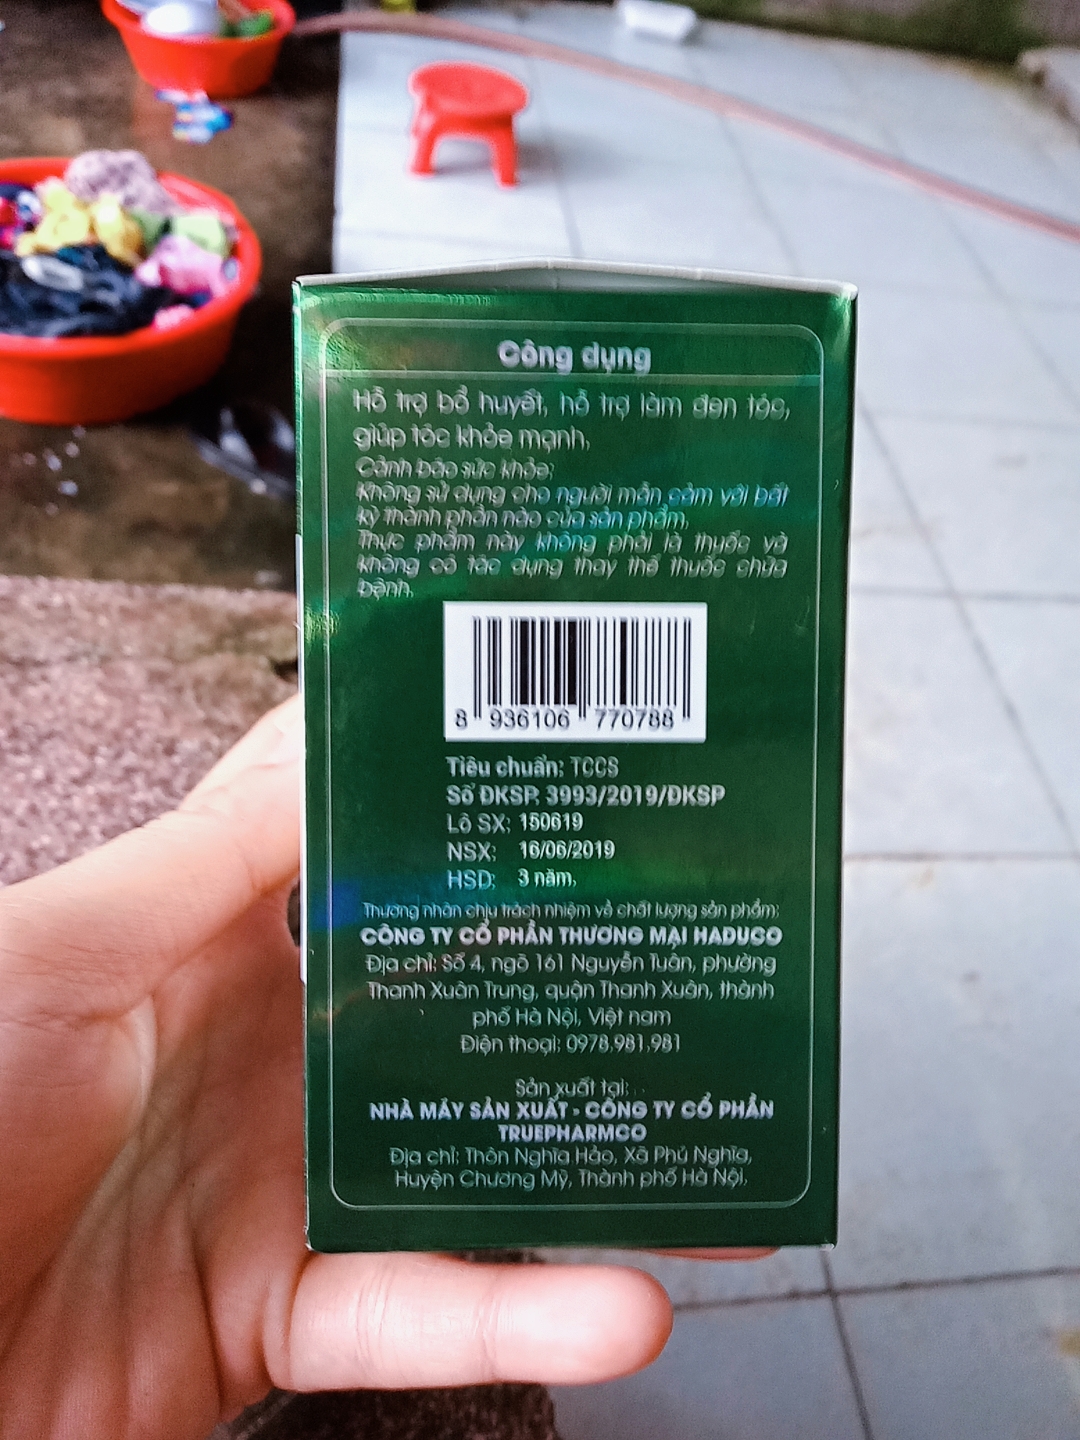 Công dụng
Hỗ trợ bổ huyết, hỗ trợ làm đen tóc,
giúp tóc khỏe mạnh.
Cảnh báo sức khỏe:
Không sử dụng cho người mẫn cảm với bất
kỳ thành phần nào của sản phẩm.
Thực phẩm này không phải là thuốc và
không có tác dụng thay thế thuốc chữa
bệnh.
8 936106 770788
Tiêu chuẩn: TCCS
Số ĐKSP: 3993/2019/ĐKSP
Lô SX: 150619
NSX: 16/06/2019
HSD: 3 năm.
Thương nhân chịu trách nhiệm về chất lượng sản phẩm:
CÔNG TY CỔ PHẦN THƯƠNG MẠI HADUCO
Địa chỉ: Số 4, ngõ 161 Nguyễn Tuân, phường
Thanh Xuân Trung, quận Thanh Xuân, thành
phố Hà Nội, Việt nam
Điện thoại: 0978.981.981
Sản xuất tại:
NHÀ MÁY SẢN XUẤT - CÔNG TY CỔ PHẦN
TRUEPHARMCO
Địa chỉ: Thôn Nghĩa Hảo, Xã Phú Nghĩa,
Huyện Chương Mỹ, Thành phố Hà Nội.